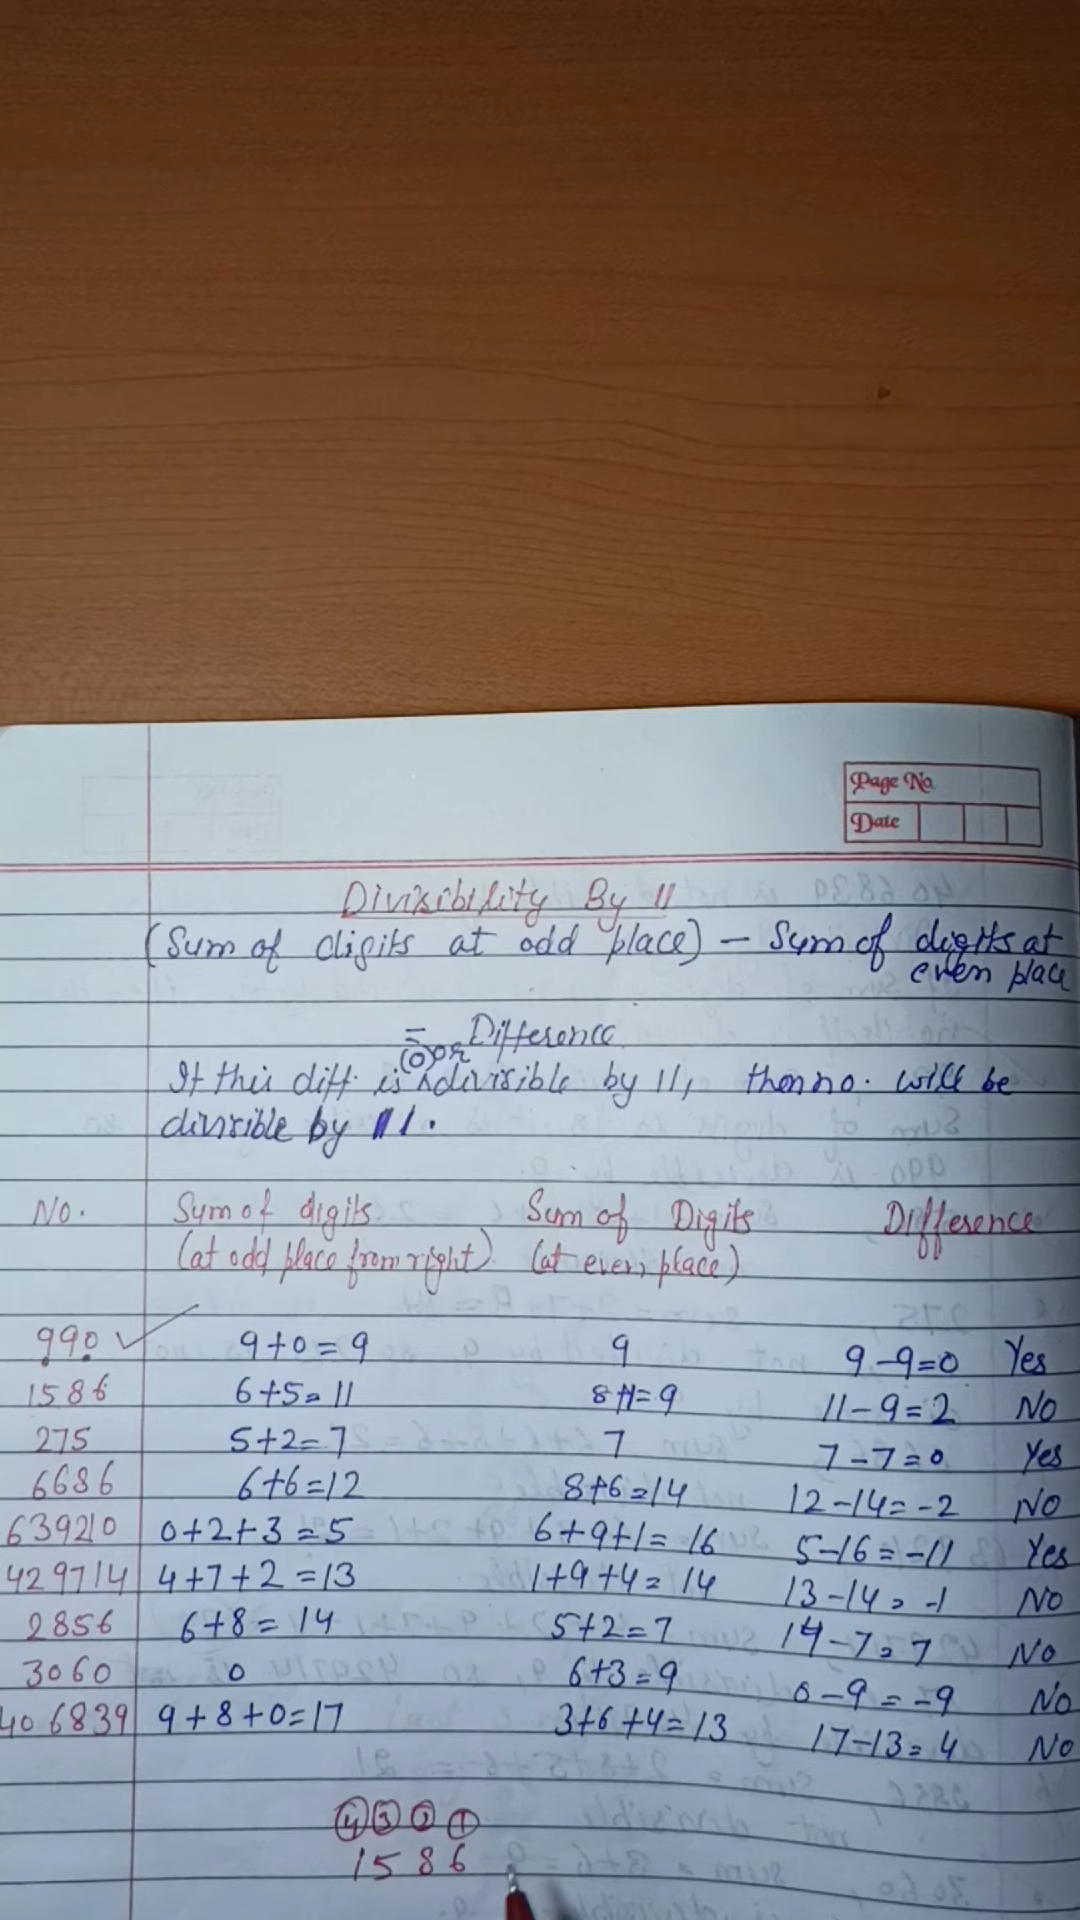 Page No.
Date
Divisibility By 11
(Sum of digits at odd place) – Sum of digits at
even place
= Difference
If this diff. is (0) or divisible by 11, then no. will be
divisible by 11.
No. Sum of digits Sum of Digits Difference
(at odd place from right) (at even place)
990 ✓ 9+0=9 9 9-9=0 Yes
1586 6+5=11 8+1=9 11-9=2 No
275 5+2=7 7 7-7=0 Yes
6686 6+6=12 8+6=14 12-14=-2 No
639210 0+2+3=5 6+9+1=16 5-16=-11 Yes
429714 4+7+2=13 1+9+4=14 13-14=-1 No
2856 6+8=14 5+2=7 14-7=7 No
3060 0 6+3=9 0-9=-9 No
406839 9+8+0=17 3+6+4=13 17-13=4 No
④ ③ ② ①
1586